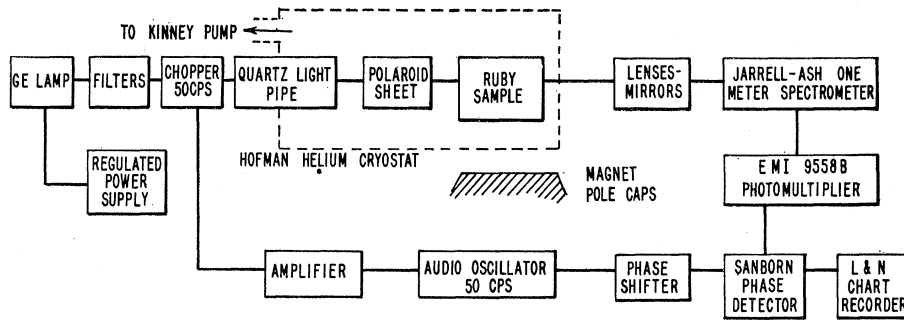 TO KINNEY PUMP
GE LAMP
FILTERS
CHOPPER
50CPS
QUARTZ LIGHT
PIPE
POLAROID
SHEET
RUBY
SAMPLE
LENSES-
MIRRORS
JARRELL-ASH ONE
METER SPECTROMETER
REGULATED
POWER
SUPPLY
HOFMAN HELIUM CRYOSTAT
MAGNET
POLE CAPS
EMI 9558B
PHOTOMULTIPLIER
AMPLIFIER
AUDIO OSCILLATOR
50 CPS
PHASE
SHIFTER
SANBORN
PHASE
DETECTOR
L & N
CHART
RECORDER